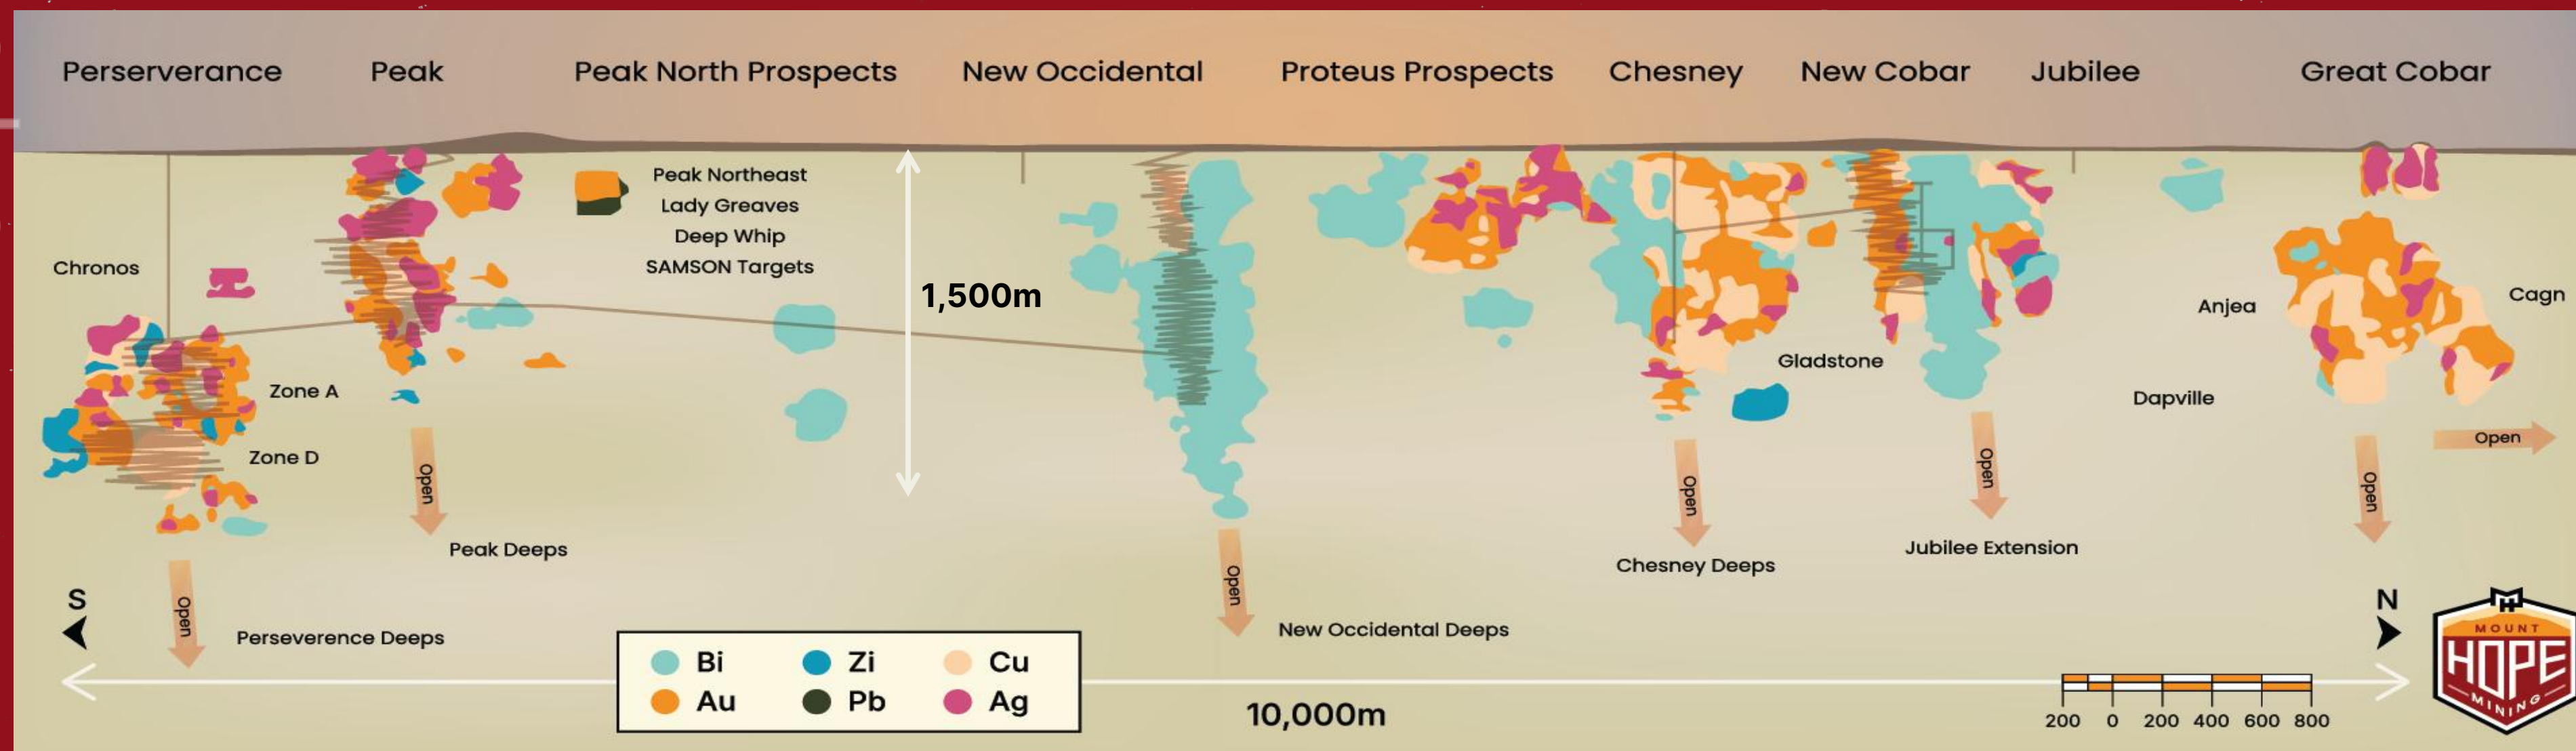 Perserverance
Peak
Peak North Prospects
New Occidental
Proteus Prospects
Chesney
New Cobar
Jubilee
Great Cobar
Peak Northeast
Lady Greaves
Deep Whip
SAMSON Targets
Chronos
1,500m
Anjea
Cagn
Gladstone
Zone A
Dapville
Zone D
Open
Open
Open
Open
Open
Open
Open
Peak Deeps
Jubilee Extension
Chesney Deeps
S
N
Perseverence Deeps
New Occidental Deeps
Bi
Zi
Cu
Au
Pb
Ag
10,000m
200 0 200 400 600 800
MOUNT
HOPE
MINING